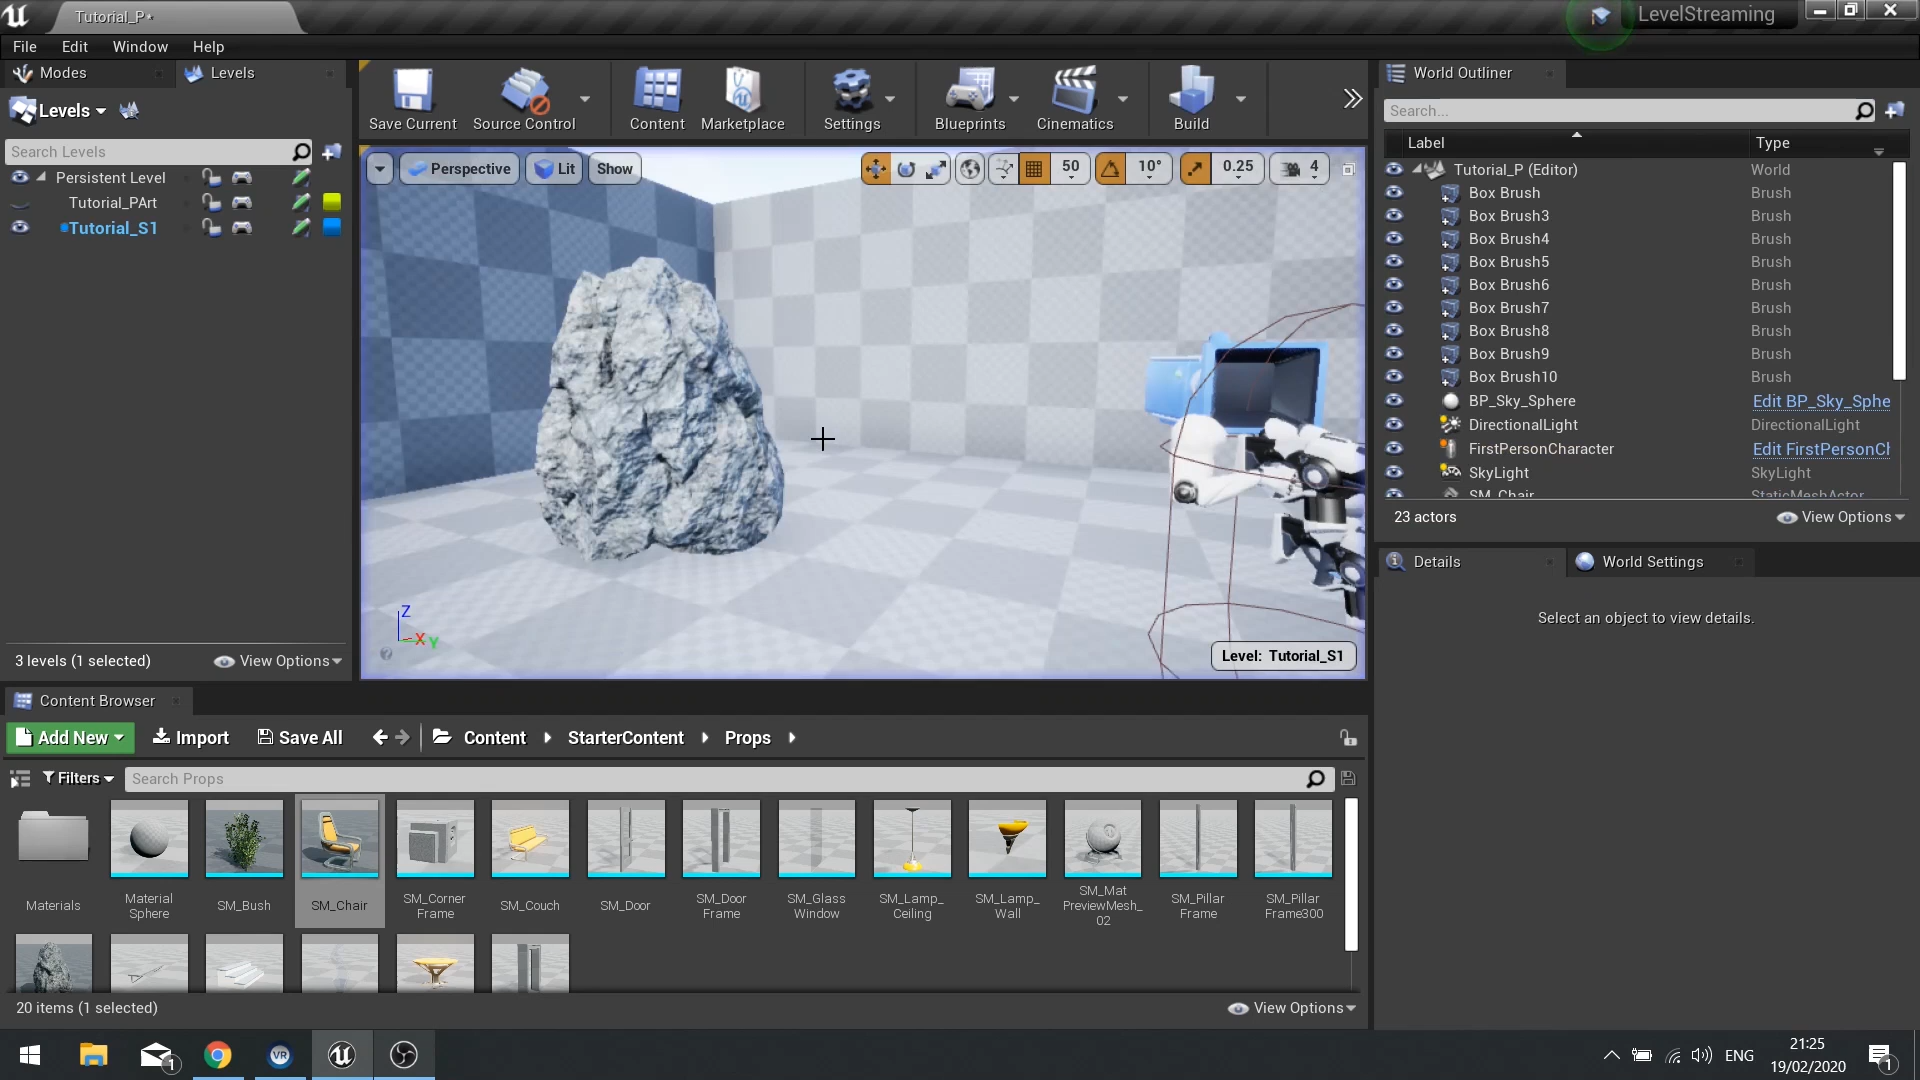 Tutorial_P•
LevelStreaming
File Edit Window Help
Modes Levels
Levels
Search Levels
Persistent Level
Tutorial_PArt
Tutorial_S1
3 levels (1 selected) View Options
Save Current Source Control Content Marketplace Settings Blueprints Cinematics Build
Perspective Lit Show 50 10° 0.25 4
Z
X Y
Level: Tutorial_S1
World Outliner
Search...
Label Type
Tutorial_P (Editor) World
Box Brush Brush
Box Brush3 Brush
Box Brush4 Brush
Box Brush5 Brush
Box Brush6 Brush
Box Brush7 Brush
Box Brush8 Brush
Box Brush9 Brush
Box Brush10 Brush
BP_Sky_Sphere Edit BP_Sky_Sphe
DirectionalLight DirectionalLight
FirstPersonCharacter Edit FirstPersonCh
SkyLight SkyLight
SM_Chair StaticMeshActor
23 actors View Options
Details World Settings
Select an object to view details.
Content Browser
Add New Import Save All Content StarterContent Props
Filters Search Props
Materials
Material
Sphere
SM_Bush
SM_Chair
SM_Corner
Frame
SM_Couch
SM_Door
SM_Door
Frame
SM_Glass
Window
SM_Lamp_
Ceiling
SM_Lamp_
Wall
SM_Mat
PreviewMesh_
02
SM_Pillar
Frame
SM_Pillar
Frame300
20 items (1 selected) View Options
1 VR ENG
21:25
19/02/2020
1